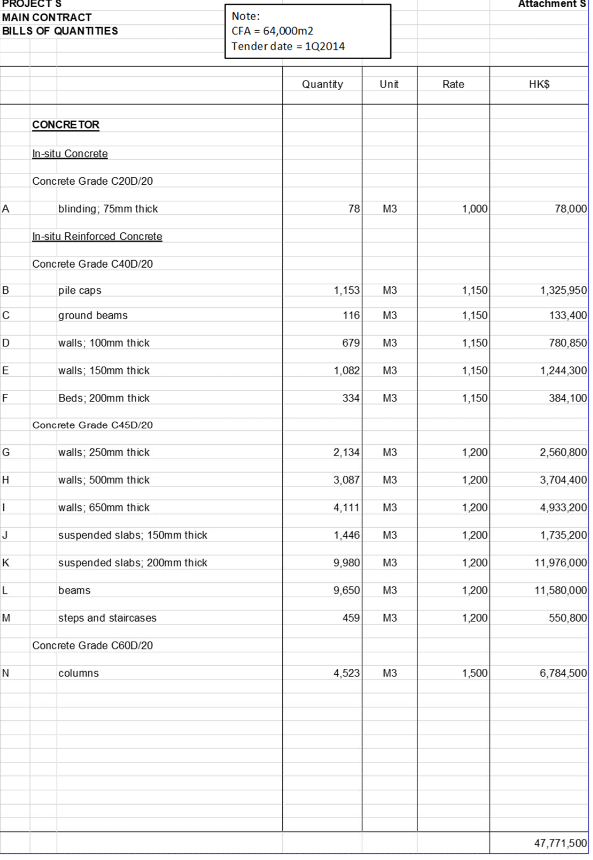 PROJECT S Attachment S
MAIN CONTRACT
BILLS OF QUANTITIES
Note:
CFA = 64,000m2
Tender date = 1Q2014
Quantity Unit Rate HK$
CONCRETOR
In-situ Concrete
Concrete Grade C20D/20
A blinding; 75mm thick 78 M3 1,000 78,000
In-situ Reinforced Concrete
Concrete Grade C40D/20
B pile caps 1,153 M3 1,150 1,325,950
C ground beams 116 M3 1,150 133,400
D walls; 100mm thick 679 M3 1,150 780,850
E walls; 150mm thick 1,082 M3 1,150 1,244,300
F Beds; 200mm thick 334 M3 1,150 384,100
Concrete Grade C45D/20
G walls; 250mm thick 2,134 M3 1,200 2,560,800
H walls; 500mm thick 3,087 M3 1,200 3,704,400
I walls; 650mm thick 4,111 M3 1,200 4,933,200
J suspended slabs; 150mm thick 1,446 M3 1,200 1,735,200
K suspended slabs; 200mm thick 9,980 M3 1,200 11,976,000
L beams 9,650 M3 1,200 11,580,000
M steps and staircases 459 M3 1,200 550,800
Concrete Grade C60D/20
N columns 4,523 M3 1,500 6,784,500
47,771,500